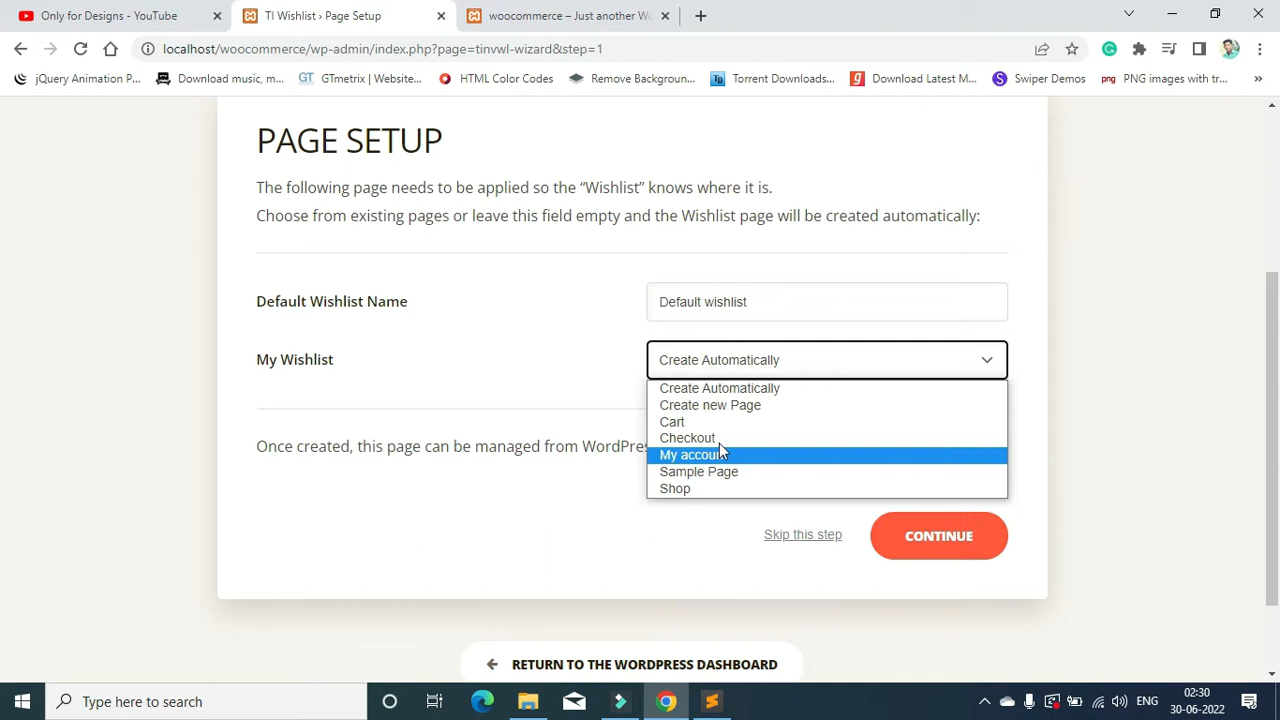 Only for Designs - YouTube
TI Wishlist › Page Setup
woocommerce – Just another Wo
localhost/woocommerce/wp-admin/index.php?page=tinvwl-wizard&step=1
jQuery Animation P...
Download music, m...
GTmetrix | Website...
HTML Color Codes
Remove Backgroun...
Torrent Downloads...
Download Latest M...
Swiper Demos
PNG images with tr...
PAGE SETUP
The following page needs to be applied so the “Wishlist” knows where it is.
Choose from existing pages or leave this field empty and the Wishlist page will be created automatically:
Default Wishlist Name
Default wishlist
My Wishlist
Create Automatically
Create Automatically
Create new Page
Cart
Checkout
My accou
Sample Page
Shop
Once created, this page can be managed from WordPres
Skip this step
CONTINUE
RETURN TO THE WORDPRESS DASHBOARD
Type here to search
ENG
02:30
30-06-2022